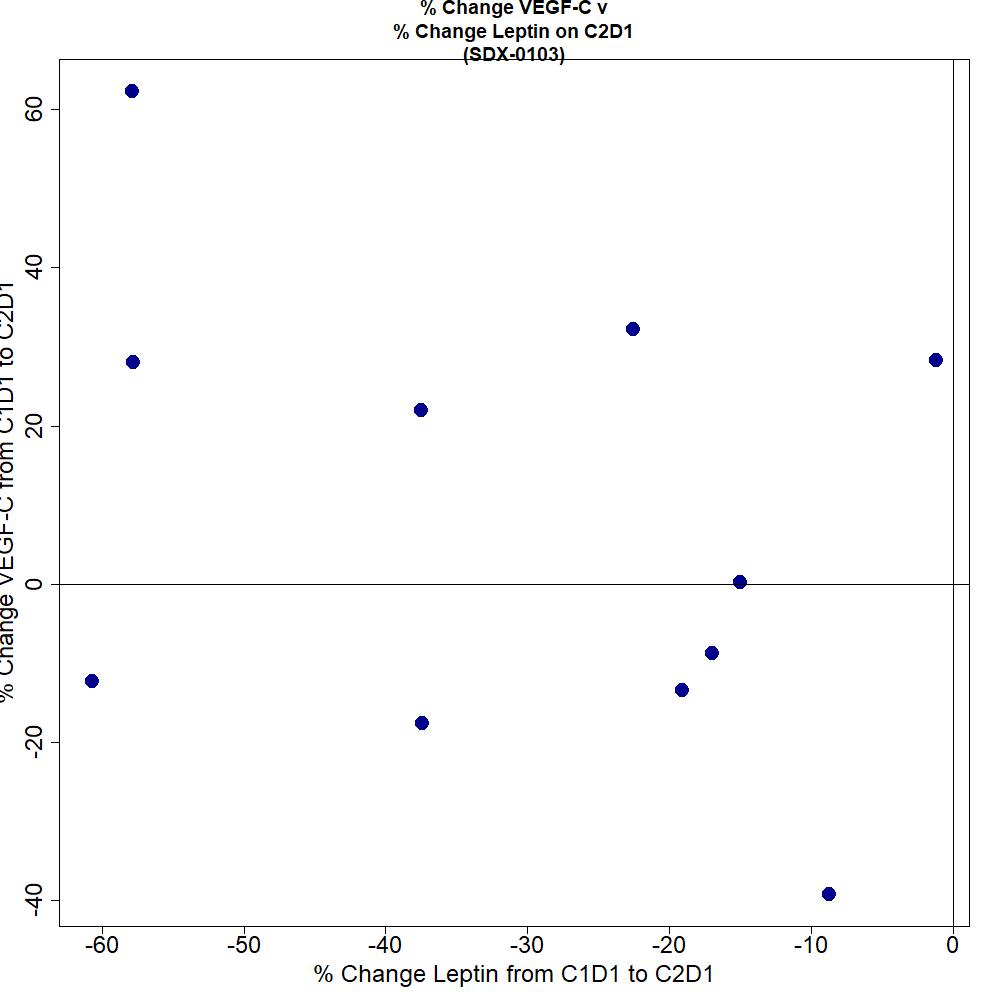 % Change VEGF-C v
% Change Leptin on C2D1
(SDX-0103)
% Change VEGF-C from C1D1 to C2D1
60
40
20
0
-20
-40
-60
-50
-40
-30
-20
-10
0
% Change Leptin from C1D1 to C2D1